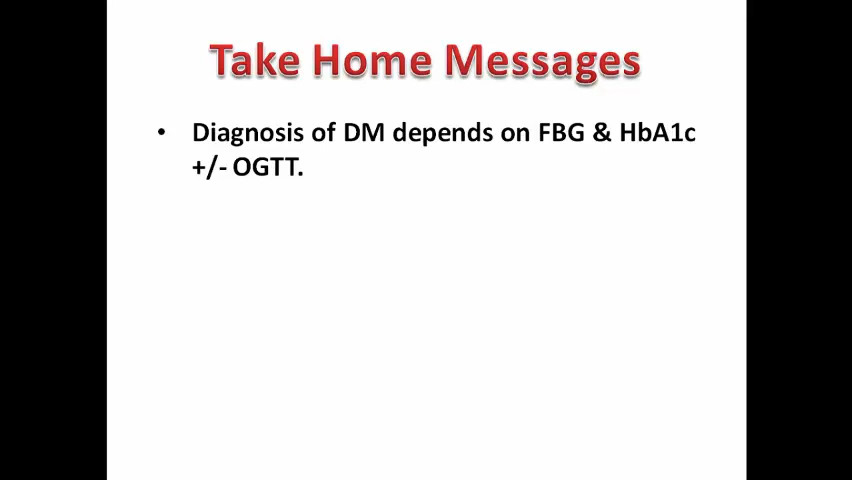 Take Home Messages
• Diagnosis of DM depends on FBG & HbA1c
+/- OGTT.